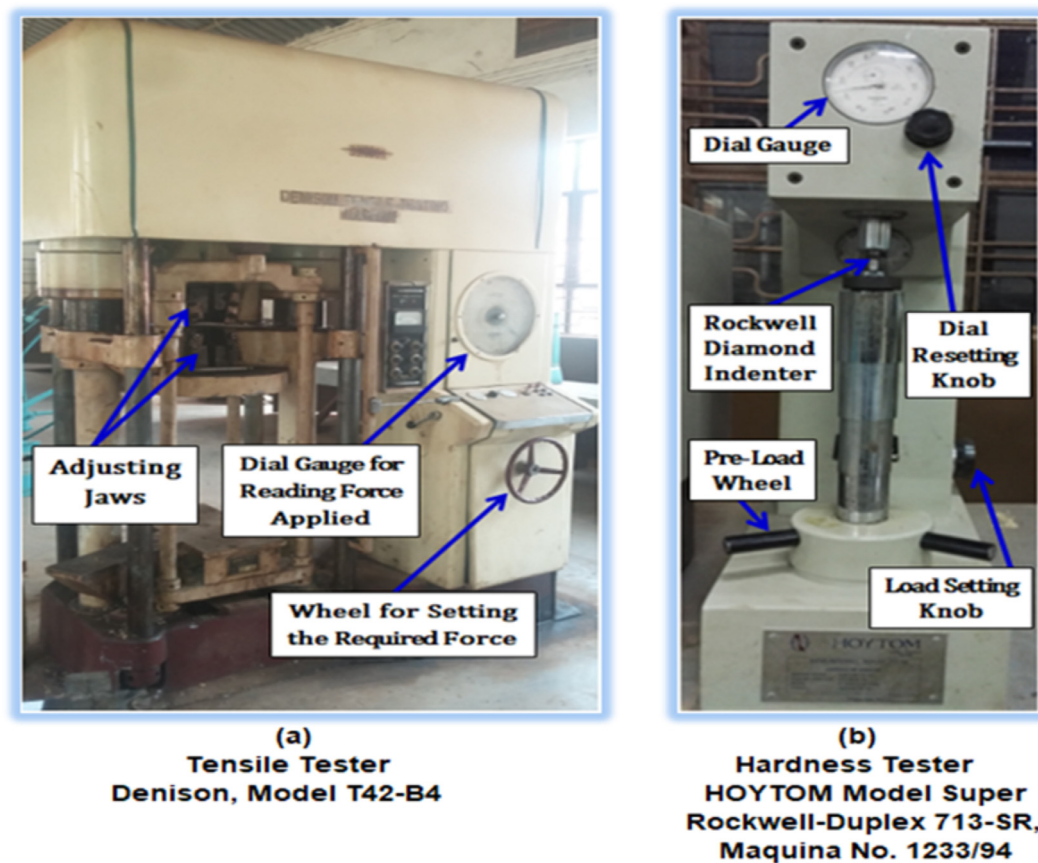 Adjusting
Jaws
Dial Gauge for
Reading Force
Applied
Wheel for Setting
the Required Force
(a)
Tensile Tester
Denison, Model T42-B4
Dial Gauge
Rockwell
Diamond
Indenter
Dial
Resetting
Knob
Pre-Load
Wheel
Load Setting
Knob
HOYTOM
(b)
Hardness Tester
HOYTOM Model Super
Rockwell-Duplex 713-SR,
Maquina No. 1233/94